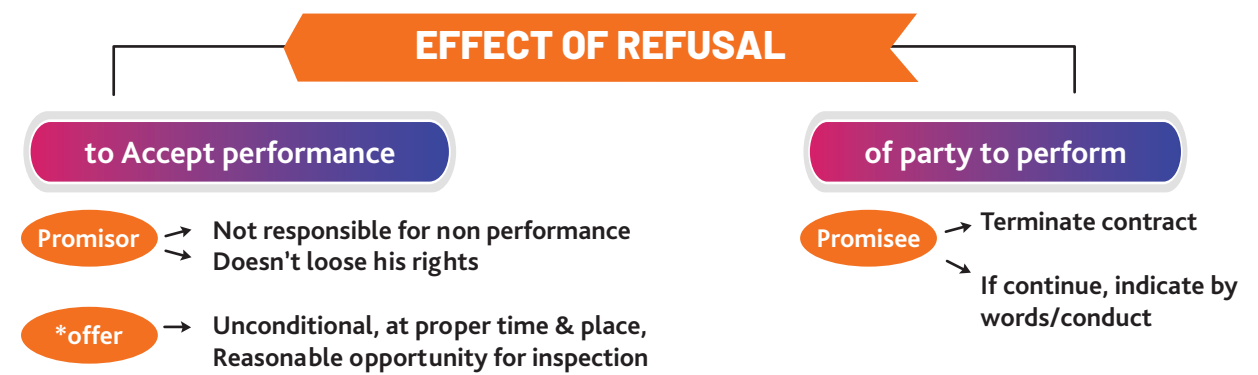 EFFECT OF REFUSAL
to Accept performance
Promisor
Not responsible for non performance
Doesn't loose his rights
*offer
Unconditional, at proper time & place,
Reasonable opportunity for inspection
of party to perform
Promisee
Terminate contract
If continue, indicate by
words/conduct